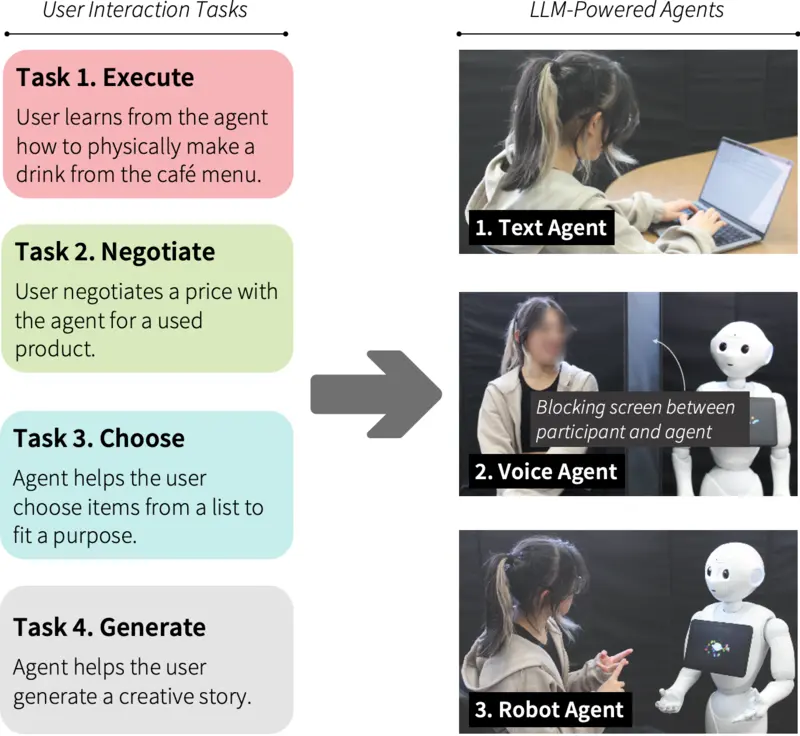 User Interaction Tasks
LLM-Powered Agents
Task 1. Execute
User learns from the agent
how to physically make a
drink from the café menu.
Task 2. Negotiate
User negotiates a price with
the agent for a used
product.
Task 3. Choose
Agent helps the user
choose items from a list to
fit a purpose.
Task 4. Generate
Agent helps the user
generate a creative story.
1. Text Agent
Blocking screen between
participant and agent
2. Voice Agent
3. Robot Agent